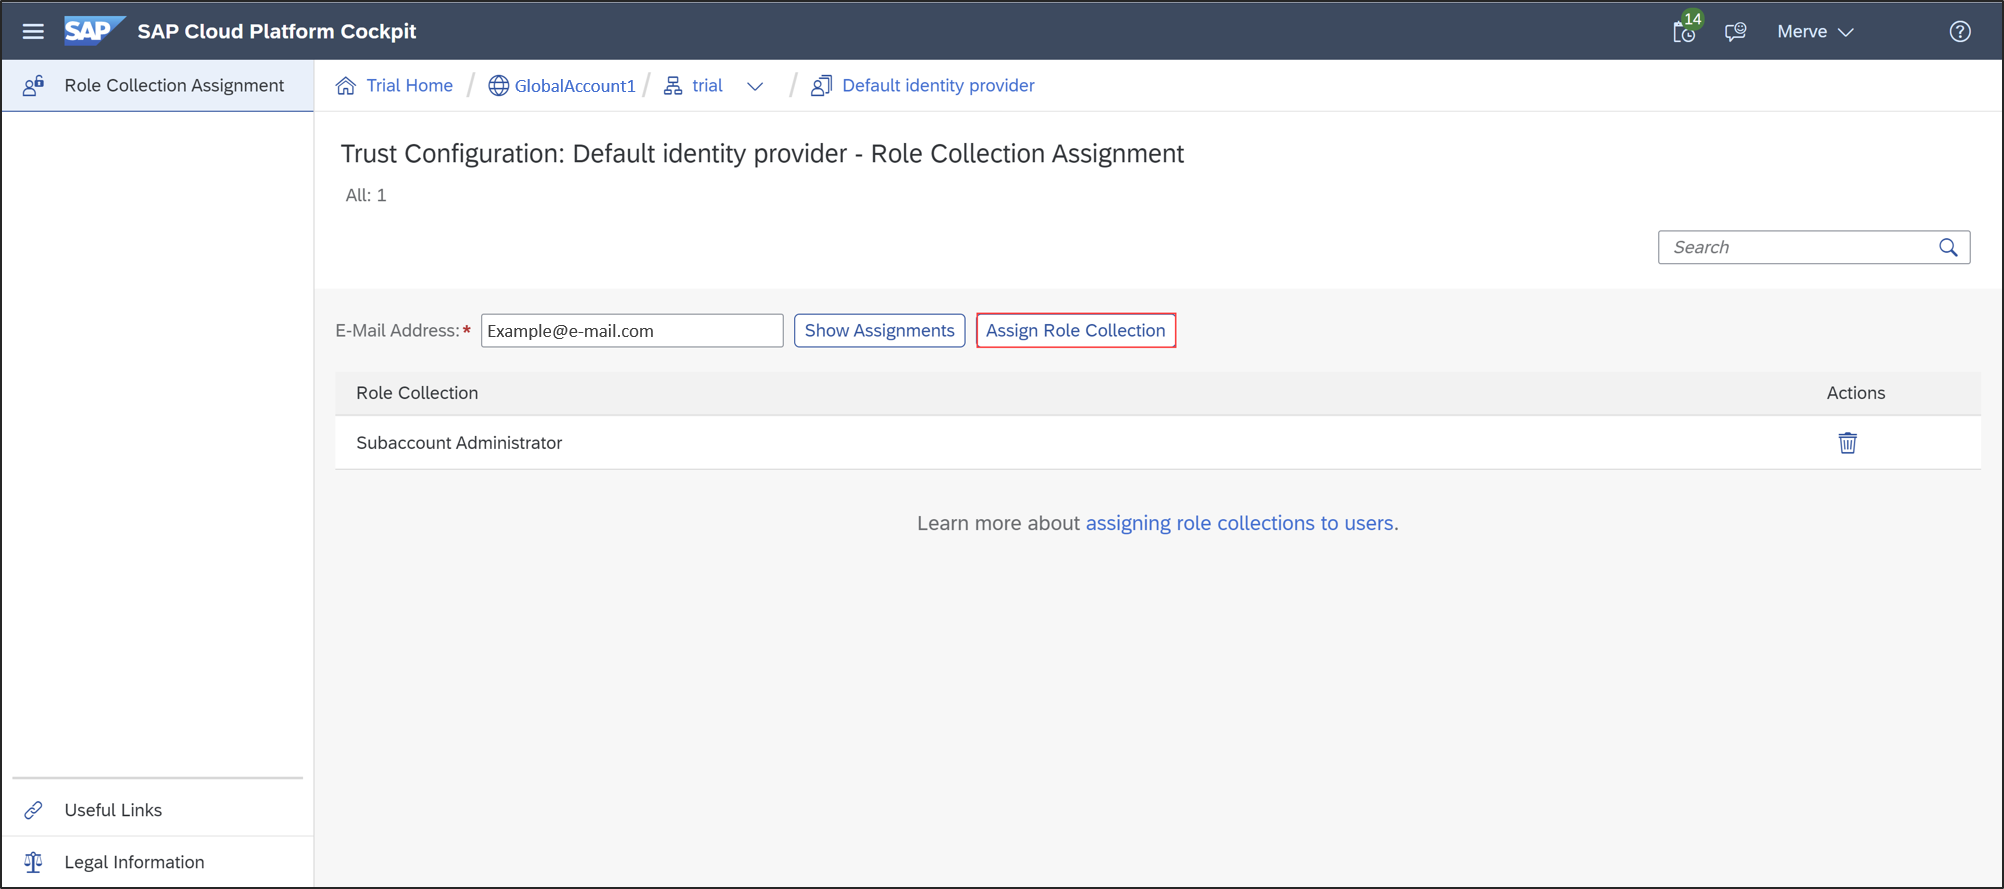 SAP SAP Cloud Platform Cockpit 14 Merve
Role Collection Assignment
Trial Home / GlobalAccount1 / trial / Default identity provider
Trust Configuration: Default identity provider - Role Collection Assignment
All: 1
Search
E-Mail Address:* Example@e-mail.com Show Assignments Assign Role Collection
Role Collection Actions
Subaccount Administrator
Learn more about assigning role collections to users.
Useful Links
Legal Information